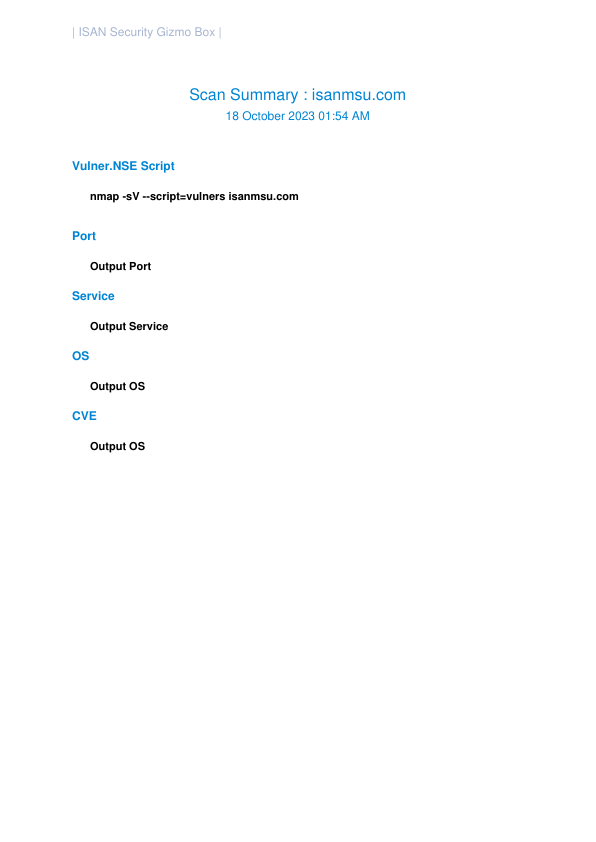 | ISAN Security Gizmo Box |
Scan Summary : isanmsu.com
18 October 2023 01:54 AM
Vulner.NSE Script
nmap -sV --script=vulners isanmsu.com
Port
Output Port
Service
Output Service
OS
Output OS
CVE
Output OS